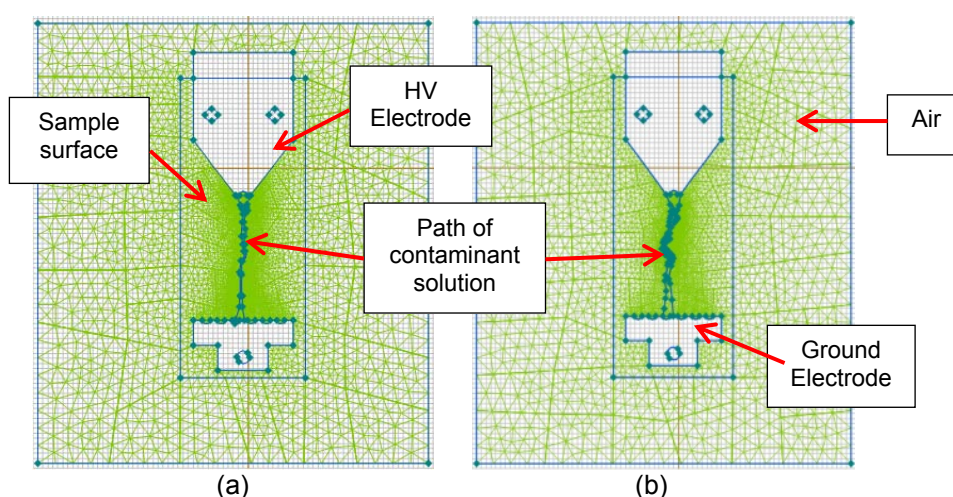 Sample
surface
HV
Electrode
Air
Path of
contaminant
solution
Ground
Electrode
(a)
(b)